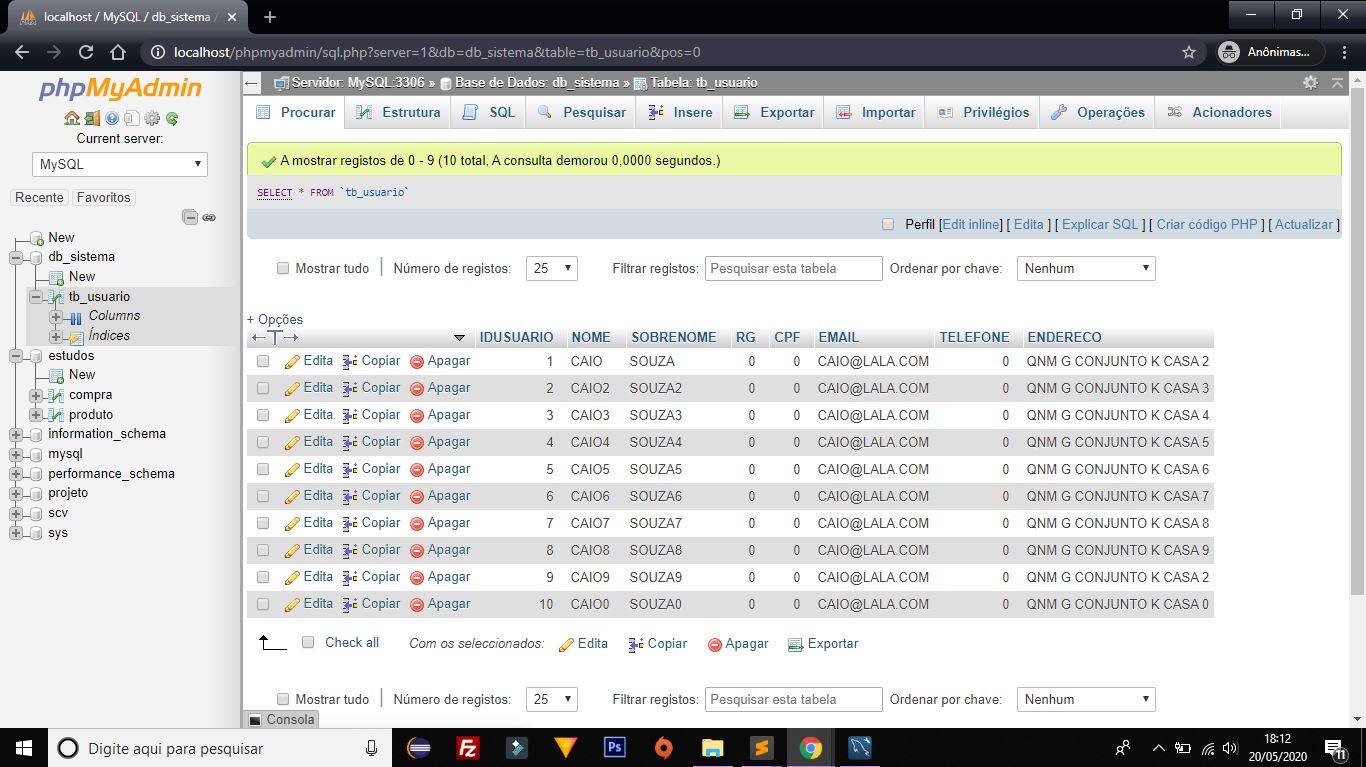 localhost / MySQL / db_sistema /
localhost/phpmyadmin/sql.php?server=1&db=db_sistema&table=tb_usuario&pos=0
Anônimas...
phpMyAdmin
Current server:
MySQL
Recente Favoritos
New
db_sistema
New
tb_usuario
Columns
Índices
estudos
New
compra
produto
information_schema
mysql
performance_schema
projeto
scv
sys
Servidor: MySQL:3306 » Base de Dados: db_sistema » Tabela: tb_usuario
Procurar Estrutura SQL Pesquisar Insere Exportar Importar Privilégios Operações Acionadores
A mostrar registos de 0 - 9 (10 total, A consulta demorou 0,0000 segundos.)
SELECT * FROM `tb_usuario`
Perfil [Edit inline] [ Edita ] [ Explicar SQL ] [ Criar código PHP ] [ Actualizar ]
Mostrar tudo Número de registos: 25 Filtrar registos: Pesquisar esta tabela Ordenar por chave: Nenhum
+ Opções
←T→ IDUSUARIO NOME SOBRENOME RG CPF EMAIL TELEFONE ENDERECO
Edita Copiar Apagar 1 CAIO SOUZA 0 0 CAIO@LALA.COM 0 QNM G CONJUNTO K CASA 2
Edita Copiar Apagar 2 CAIO2 SOUZA2 0 0 CAIO@LALA.COM 0 QNM G CONJUNTO K CASA 3
Edita Copiar Apagar 3 CAIO3 SOUZA3 0 0 CAIO@LALA.COM 0 QNM G CONJUNTO K CASA 4
Edita Copiar Apagar 4 CAIO4 SOUZA4 0 0 CAIO@LALA.COM 0 QNM G CONJUNTO K CASA 5
Edita Copiar Apagar 5 CAIO5 SOUZA5 0 0 CAIO@LALA.COM 0 QNM G CONJUNTO K CASA 6
Edita Copiar Apagar 6 CAIO6 SOUZA6 0 0 CAIO@LALA.COM 0 QNM G CONJUNTO K CASA 7
Edita Copiar Apagar 7 CAIO7 SOUZA7 0 0 CAIO@LALA.COM 0 QNM G CONJUNTO K CASA 8
Edita Copiar Apagar 8 CAIO8 SOUZA8 0 0 CAIO@LALA.COM 0 QNM G CONJUNTO K CASA 9
Edita Copiar Apagar 9 CAIO9 SOUZA9 0 0 CAIO@LALA.COM 0 QNM G CONJUNTO K CASA 2
Edita Copiar Apagar 10 CAIO0 SOUZA0 0 0 CAIO@LALA.COM 0 QNM G CONJUNTO K CASA 0
Check all Com os seleccionados: Edita Copiar Apagar Exportar
Mostrar tudo Número de registos: 25 Filtrar registos: Pesquisar esta tabela Ordenar por chave: Nenhum
Consola
Digite aqui para pesquisar
Fz
Ps
18:12
20/05/2020
11